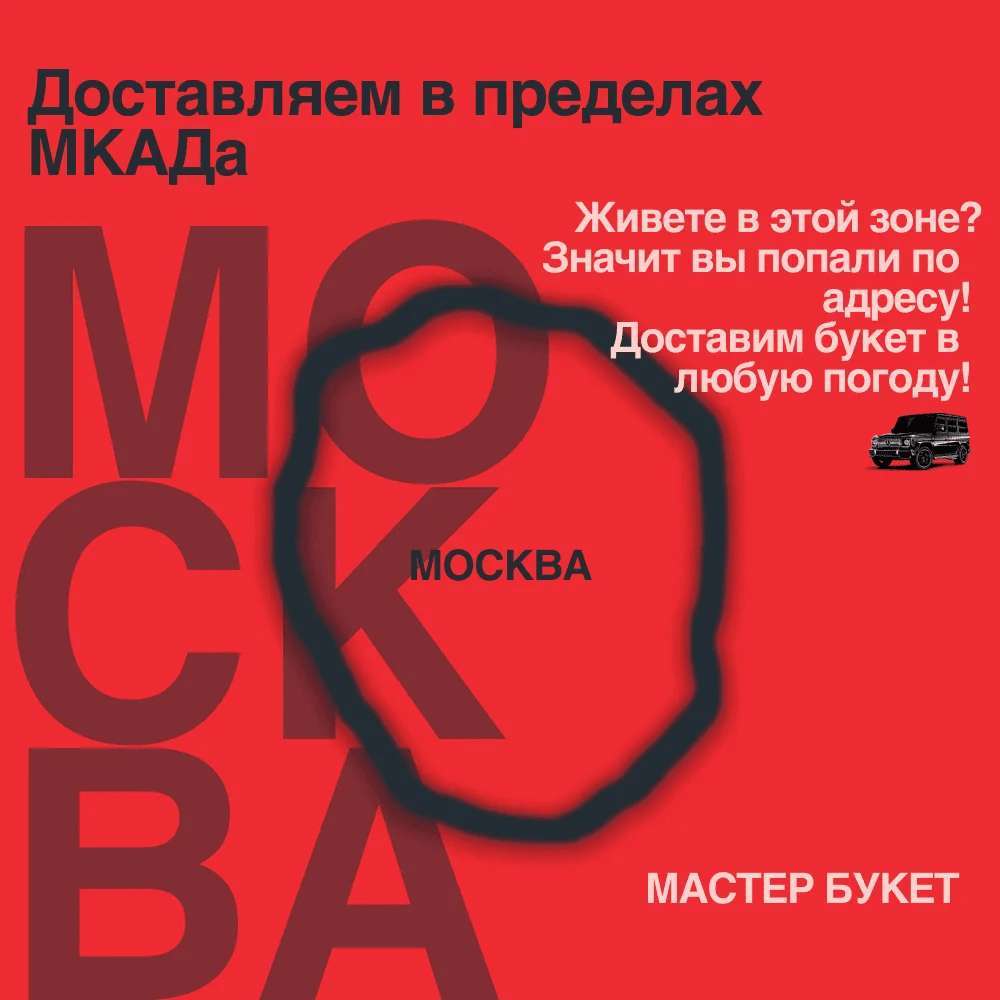 Доставляем в пределах
МКАДа
Живете в этой зоне?
Значит вы попали по
адресу!
Доставим букет в
любую погоду!
МО
СК
ВА
МОСКВА
МАСТЕР БУКЕТ